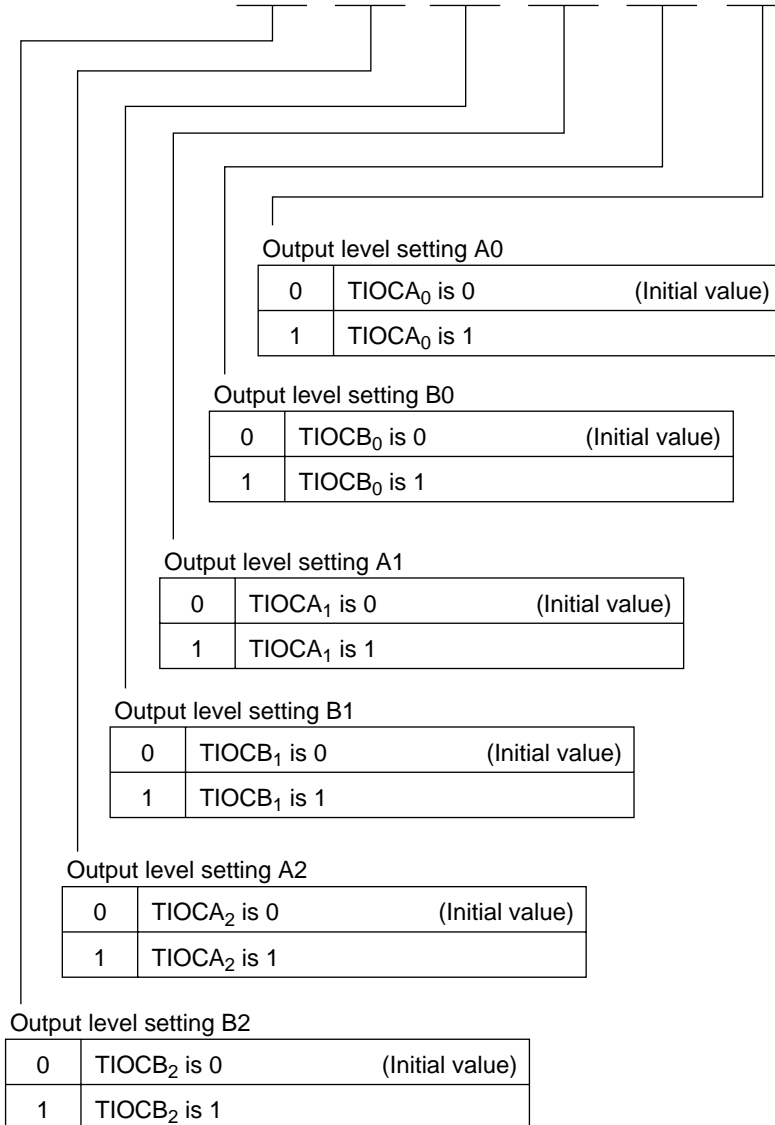 Output level setting A0
0 TIOCA₀ is 0 (Initial value)
1 TIOCA₀ is 1
Output level setting B0
0 TIOCB₀ is 0 (Initial value)
1 TIOCB₀ is 1
Output level setting A1
0 TIOCA₁ is 0 (Initial value)
1 TIOCA₁ is 1
Output level setting B1
0 TIOCB₁ is 0 (Initial value)
1 TIOCB₁ is 1
Output level setting A2
0 TIOCA₂ is 0 (Initial value)
1 TIOCA₂ is 1
Output level setting B2
0 TIOCB₂ is 0 (Initial value)
1 TIOCB₂ is 1